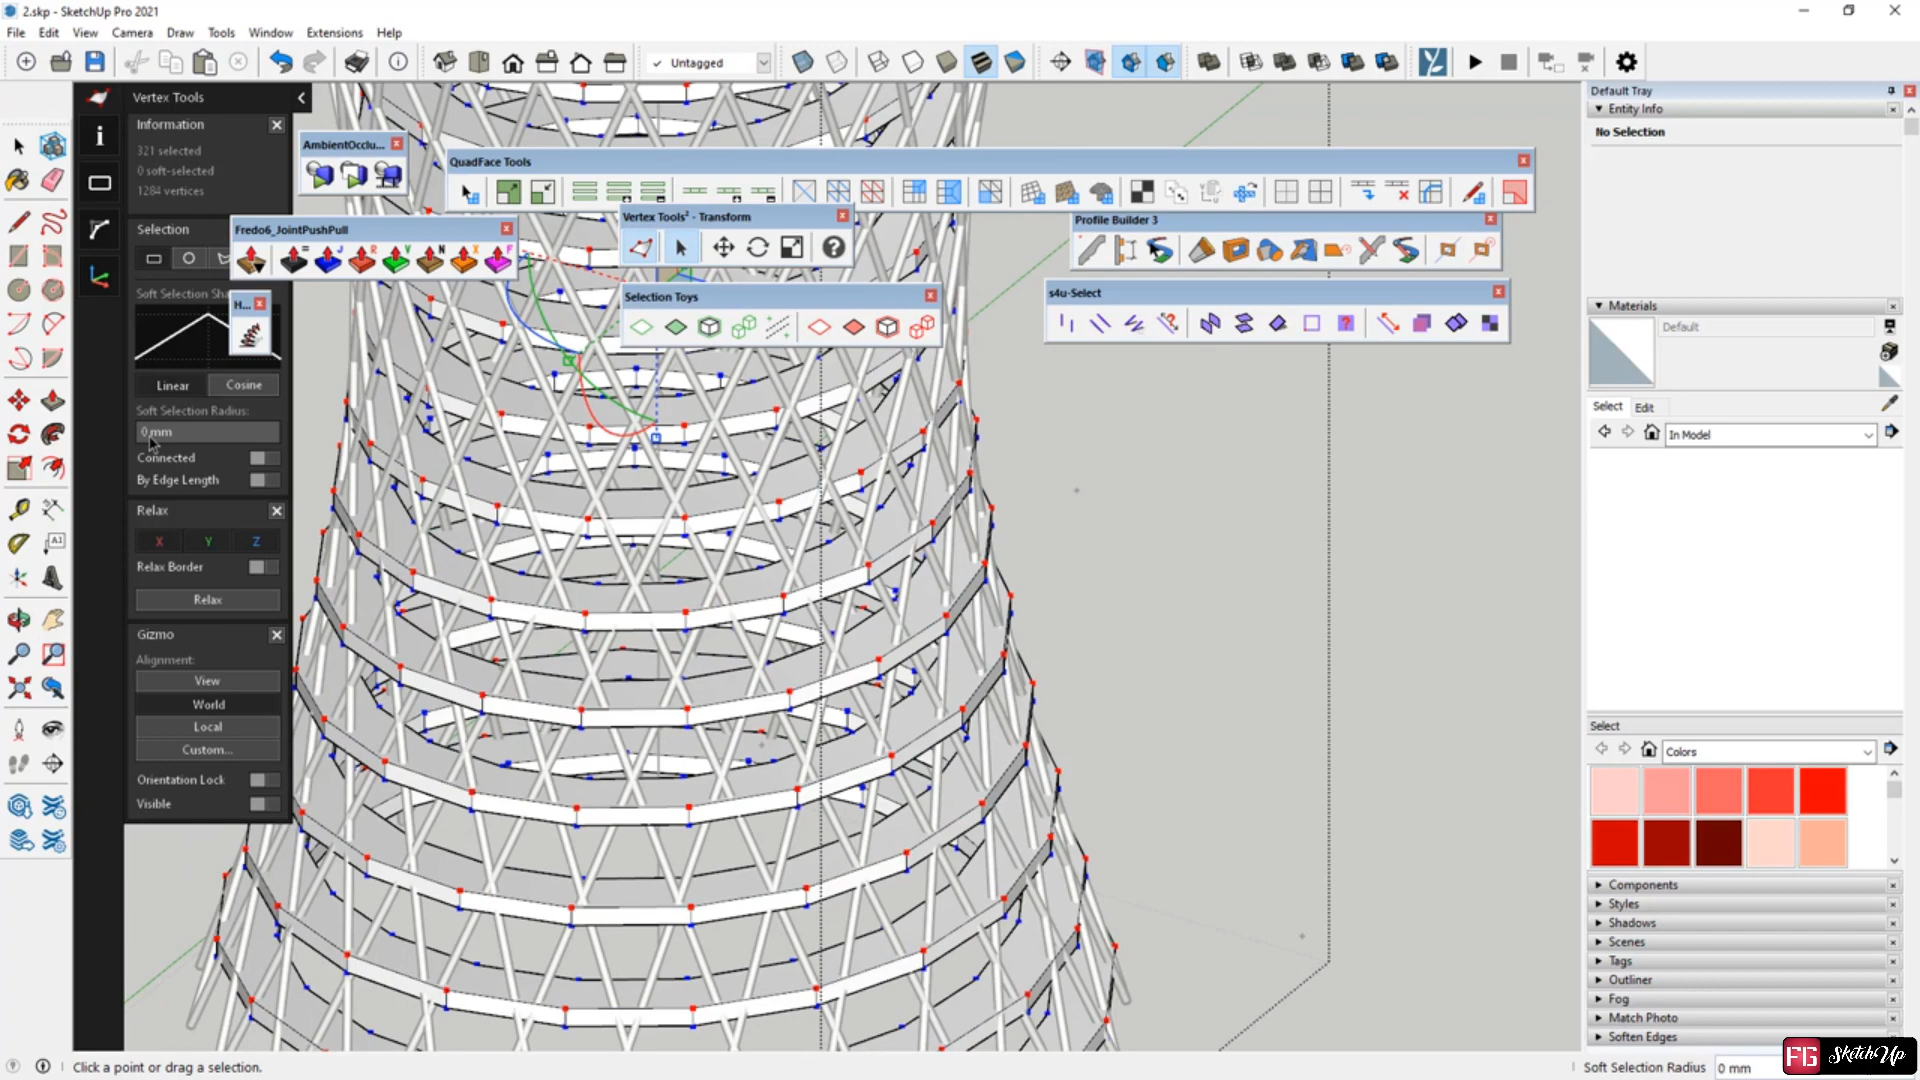 2.skp - SketchUp Pro 2021
File Edit View Camera Draw Tools Window Extensions Help
✓ Untagged
Vertex Tools
Information
321 selected
0 soft-selected
1284 vertices
Selection
Soft Selection Sha
Linear Cosine
Soft Selection Radius:
0 mm
Connected
By Edge Length
Relax
X Y Z
Relax Border
Relax
Gizmo
Alignment:
View
World
Local
Custom...
Orientation Lock
Visible
AmbientOcclu...
QuadFace Tools
Fredo6_JointPushPull
Vertex Tools² - Transform
Profile Builder 3
H...
Selection Toys
s4u-Select
Default Tray
Entity Info
No Selection
Materials
Default
Select Edit
In Model
Select
Colors
Components
Styles
Shadows
Scenes
Tags
Outliner
Fog
Match Photo
Soften Edges
Click a point or drag a selection.
Soft Selection Radius 0 mm
FG SketchUp